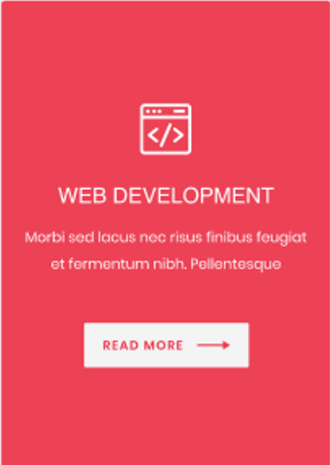 WEB DEVELOPMENT
Morbi sed lacus nec risus finibus feugiat
et fermentum nibh. Pellentesque
READ MORE